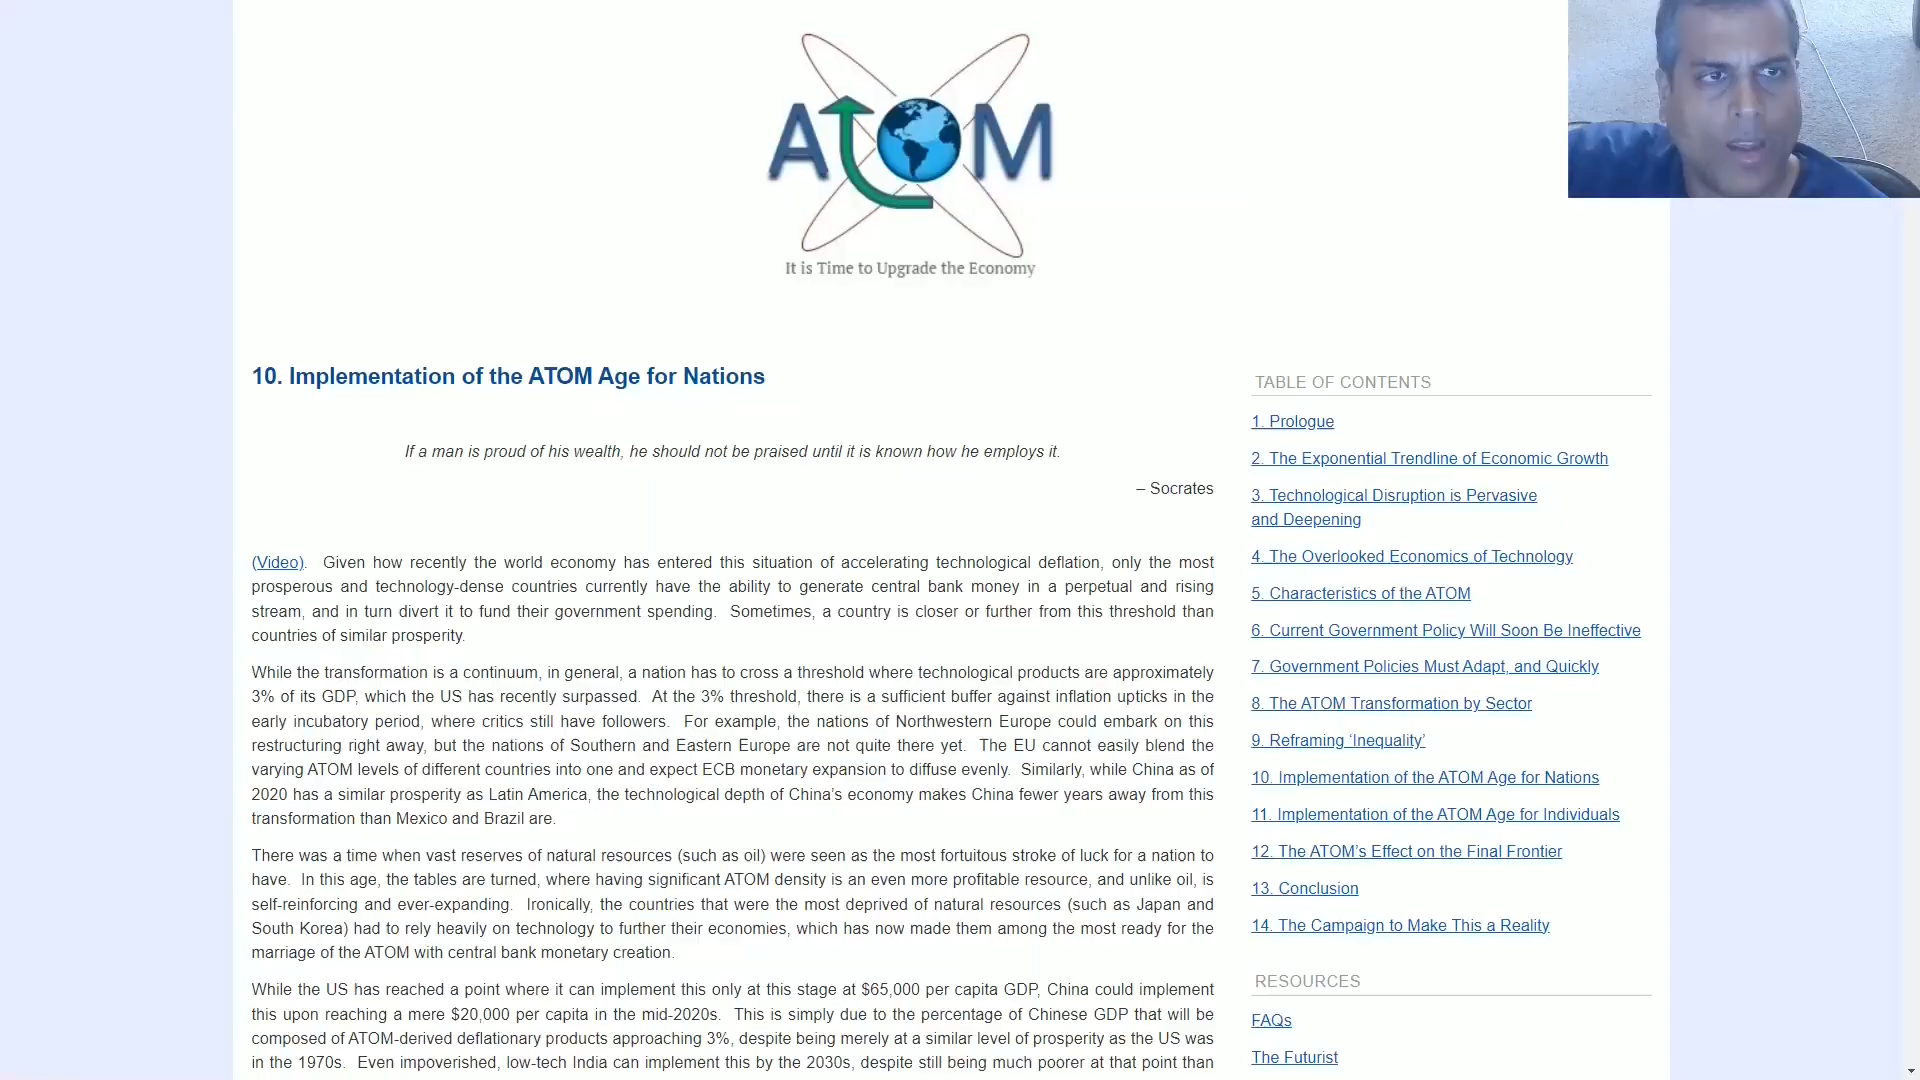 ATOM
It is Time to Upgrade the Economy
10. Implementation of the ATOM Age for Nations
If a man is proud of his wealth, he should not be praised until it is known how he employs it.
– Socrates
(Video).  Given how recently the world economy has entered this situation of accelerating technological deflation, only the most
prosperous and technology-dense countries currently have the ability to generate central bank money in a perpetual and rising
stream, and in turn divert it to fund their government spending.  Sometimes, a country is closer or further from this threshold than
countries of similar prosperity.
While the transformation is a continuum, in general, a nation has to cross a threshold where technological products are approximately
3% of its GDP, which the US has recently surpassed.  At the 3% threshold, there is a sufficient buffer against inflation upticks in the
early incubatory period, where critics still have followers.  For example, the nations of Northwestern Europe could embark on this
restructuring right away, but the nations of Southern and Eastern Europe are not quite there yet.  The EU cannot easily blend the
varying ATOM levels of different countries into one and expect ECB monetary expansion to diffuse evenly.  Similarly, while China as of
2020 has a similar prosperity as Latin America, the technological depth of China's economy makes China fewer years away from this
transformation than Mexico and Brazil are.
There was a time when vast reserves of natural resources (such as oil) were seen as the most fortuitous stroke of luck for a nation to
have.  In this age, the tables are turned, where having significant ATOM density is an even more profitable resource, and unlike oil, is
self-reinforcing and ever-expanding.  Ironically, the countries that were the most deprived of natural resources (such as Japan and
South Korea) had to rely heavily on technology to further their economies, which has now made them among the most ready for the
marriage of the ATOM with central bank monetary creation.
While the US has reached a point where it can implement this only at this stage at $65,000 per capita GDP, China could implement
this upon reaching a mere $20,000 per capita in the mid-2020s.  This is simply due to the percentage of Chinese GDP that will be
composed of ATOM-derived deflationary products approaching 3%, despite being merely at a similar level of prosperity as the US was
in the 1970s.  Even impoverished, low-tech India can implement this by the 2030s, despite still being much poorer at that point than
TABLE OF CONTENTS
1. Prologue
2. The Exponential Trendline of Economic Growth
3. Technological Disruption is Pervasive
and Deepening
4. The Overlooked Economics of Technology
5. Characteristics of the ATOM
6. Current Government Policy Will Soon Be Ineffective
7. Government Policies Must Adapt, and Quickly
8. The ATOM Transformation by Sector
9. Reframing 'Inequality'
10. Implementation of the ATOM Age for Nations
11. Implementation of the ATOM Age for Individuals
12. The ATOM's Effect on the Final Frontier
13. Conclusion
14. The Campaign to Make This a Reality
RESOURCES
FAQs
The Futurist